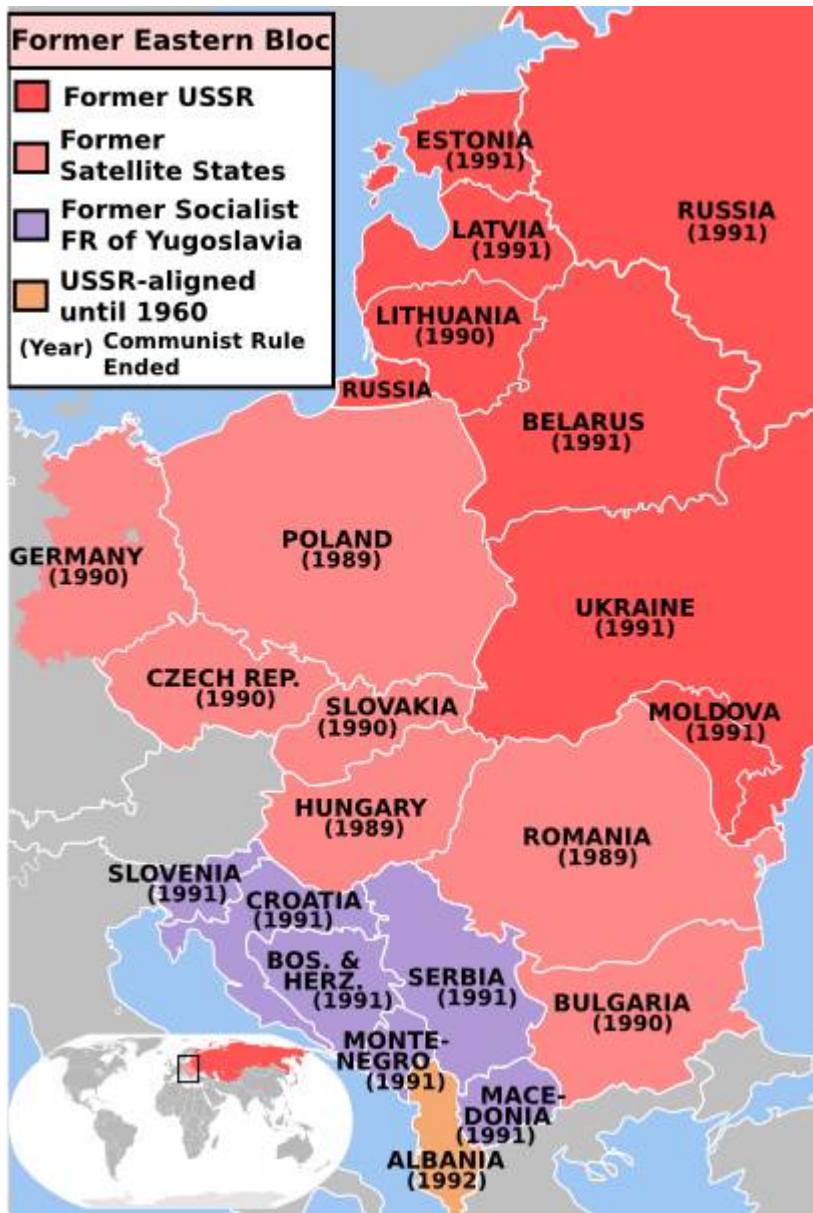 Former Eastern Bloc
Former USSR
Former
Satellite States
Former Socialist
FR of Yugoslavia
USSR-aligned
until 1960
(Year) Communist Rule
Ended
ESTONIA
(1991)
RUSSIA
(1991)
LATVIA
(1991)
LITHUANIA
(1990)
RUSSIA
BELARUS
(1991)
POLAND
(1989)
GERMANY
(1990)
UKRAINE
(1991)
CZECH REP.
(1990)
SLOVAKIA
(1990)
MOLDOVA
(1991)
HUNGARY
(1989)
ROMANIA
(1989)
SLOVENIA
(1991)
CROATIA
(1991)
BOS. &
HERZ.
(1991)
SERBIA
(1991)
BULGARIA
(1990)
MONTE-
NEGRO
(1991)
MACE-
DONIA
(1991)
ALBANIA
(1992)